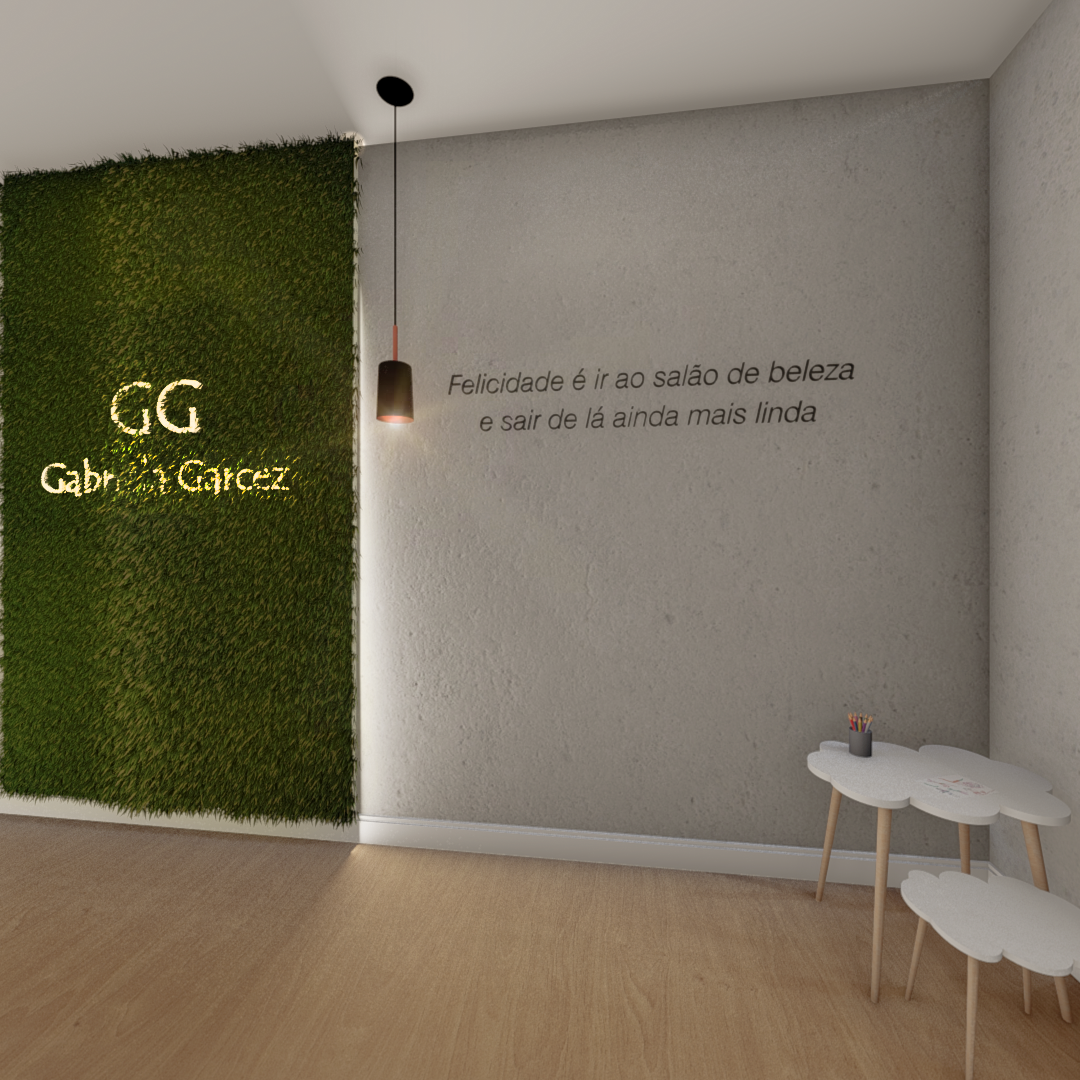 GG
Garcez
Felicidade é ir ao salão de beleza
e sair de lá ainda mais linda